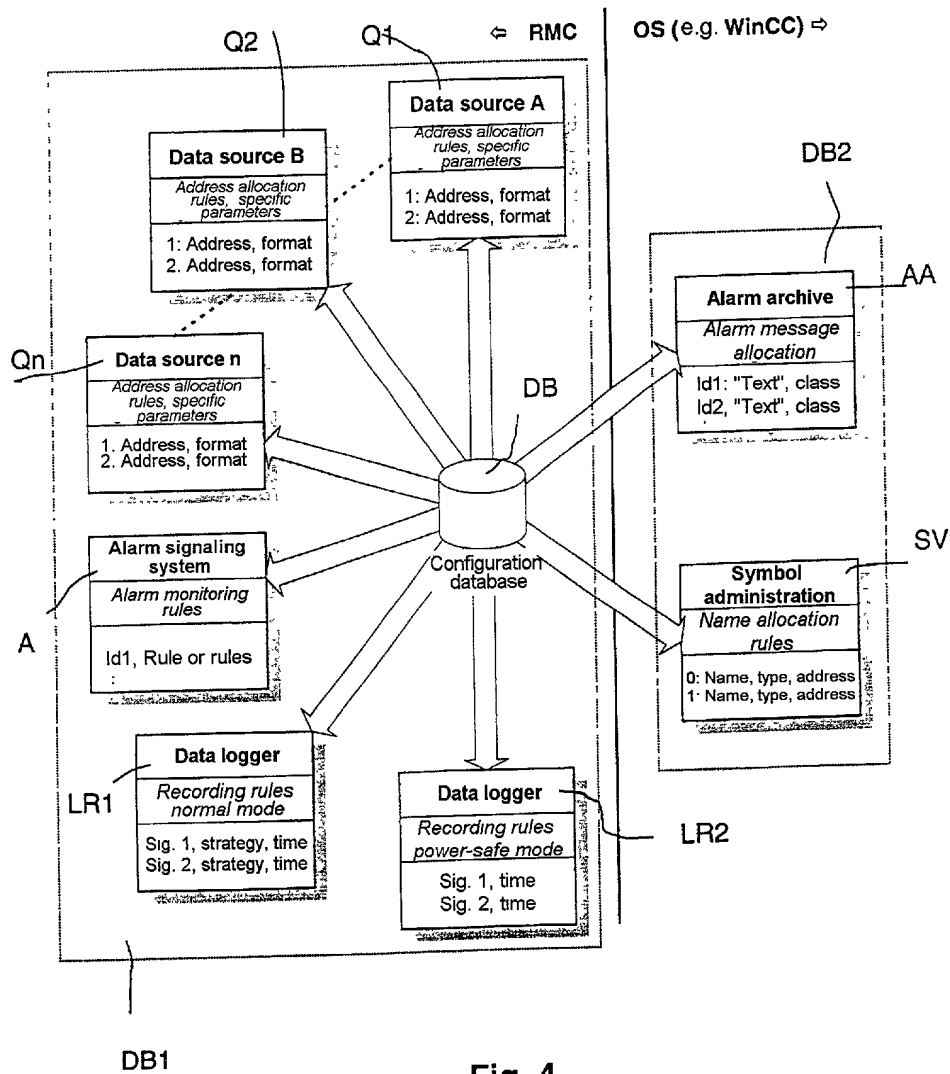 Q2
Q1
⇦ RMC
OS (e.g. WinCC) ⇨
Data source A
Address allocation
rules, specific
parameters
1: Address, format
2: Address, format
Data source B
Address allocation
rules, specific
parameters
1: Address, format
2. Address, format
DB2
AA
Alarm archive
Alarm message
allocation
Id1: "Text", class
Id2, "Text", class
:
Qn
Data source n
Address allocation
rules, specific
parameters
1. Address, format
2. Address, format
DB
Configuration
database
A
Alarm signaling
system
Alarm monitoring
rules
Id1, Rule or rules
:
SV
Symbol
administration
Name allocation
rules
0: Name, type, address
1: Name, type, address
LR1
Data logger
Recording rules
normal mode
Sig. 1, strategy, time
Sig. 2, strategy, time
LR2
Data logger
Recording rules
power-safe mode
Sig. 1, time
Sig. 2, time
DB1
Fig. 4